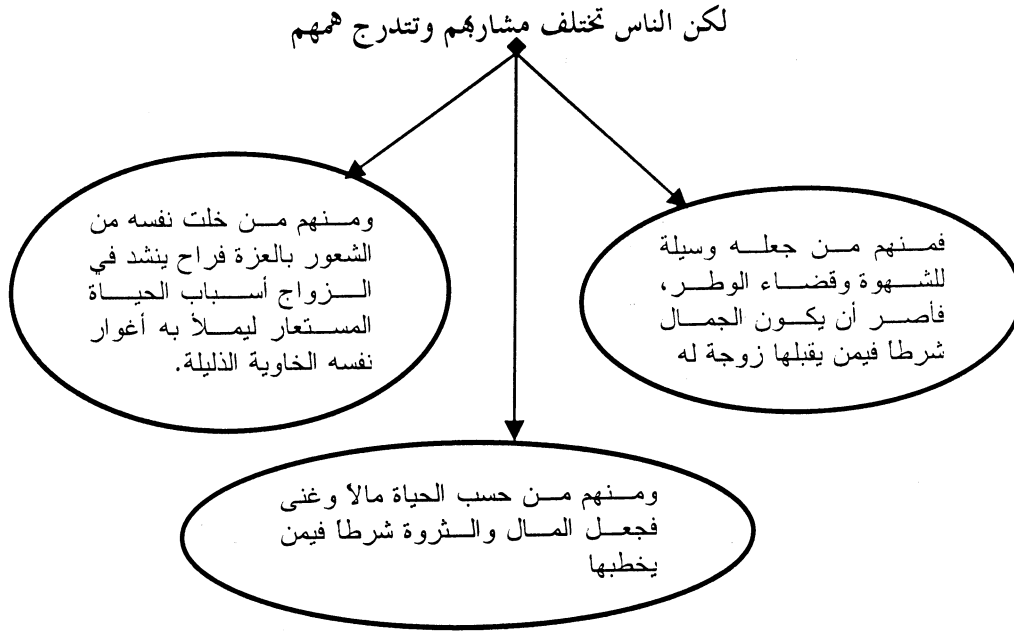 لكن الناس تختلف مشاربهم وتتدرج هممهم
فمنهم من جعله وسيلة
للشهوة وقضاء الوطر،
فأصر أن يكون الجمال
شرطا فيمن يقبلها زوجة له
ومنهم من خلت نفسه من
الشعور بالعزة فراح ينشد في
الزواج أسباب الحياة
المستعار ليملأ به أغوار
نفسه الخاوية الذليلة.
ومنهم من حسب الحياة مالا وغنى
فجعل المال والثروة شرطا فيمن
يخطبها